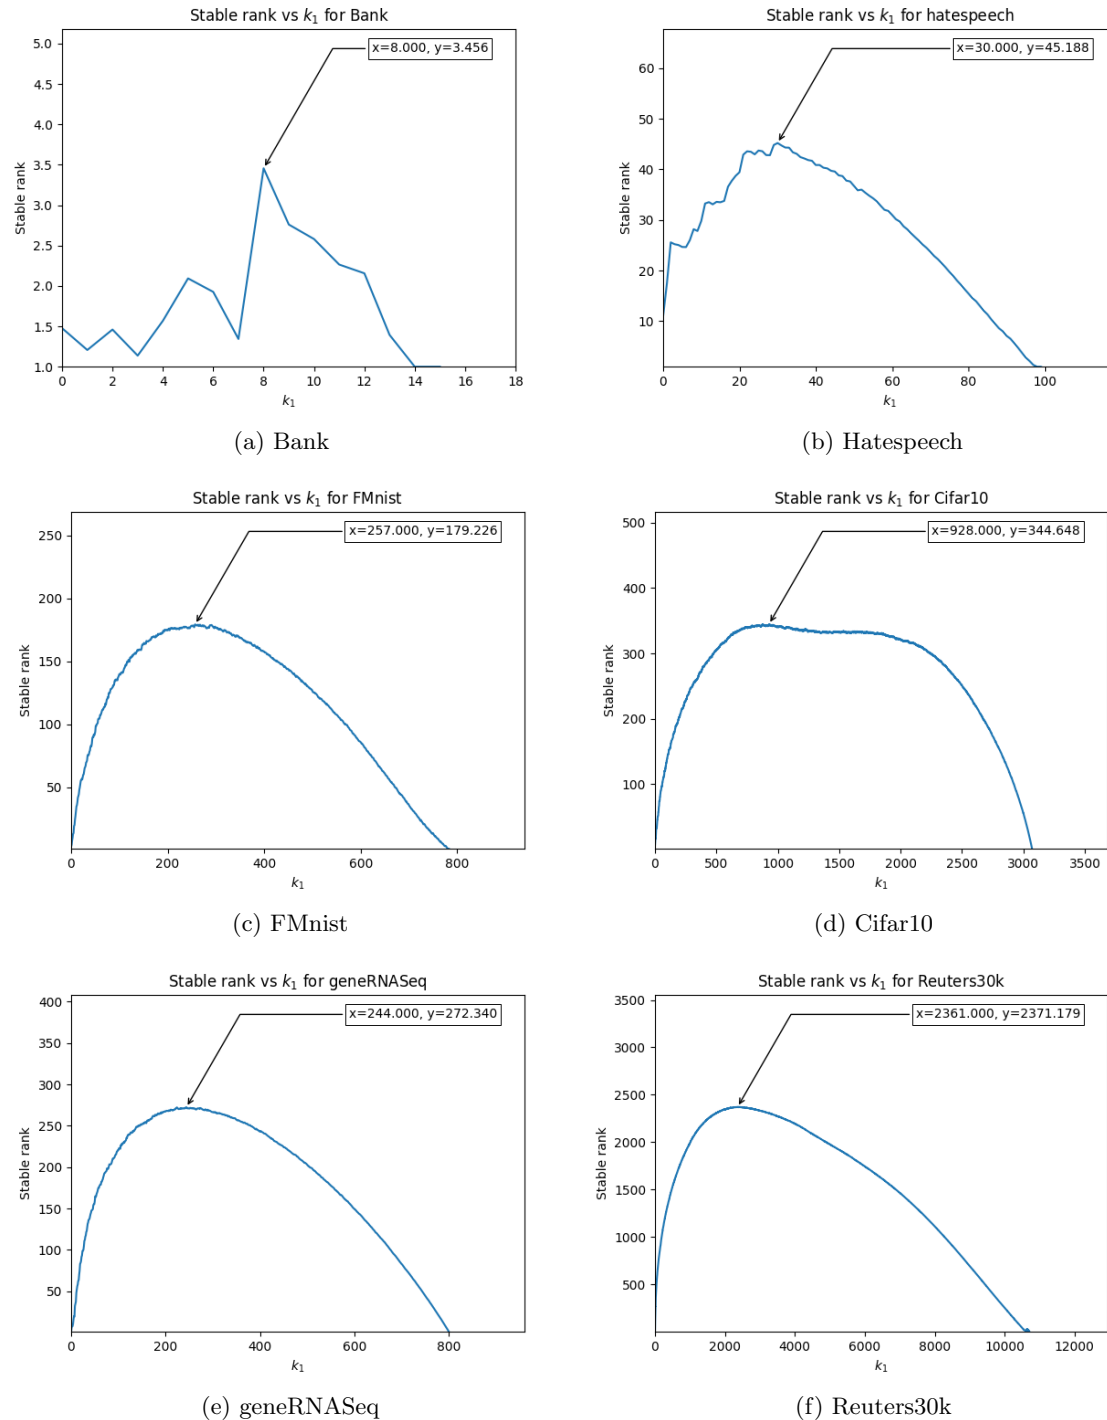 Stable rank vs k₁ for Bank
x=8.000, y=3.456
5.0
4.5
4.0
3.5
3.0
2.5
2.0
1.5
1.0
Stable rank
0 2 4 6 8 10 12 14 16 18
k₁
(a) Bank
Stable rank vs k₁ for hatespeech
x=30.000, y=45.188
60
50
40
30
20
10
Stable rank
0 20 40 60 80 100
k₁
(b) Hatespeech
Stable rank vs k₁ for FMnist
x=257.000, y=179.226
250
200
150
100
50
Stable rank
0 200 400 600 800
k₁
(c) FMnist
Stable rank vs k₁ for Cifar10
x=928.000, y=344.648
500
400
300
200
100
Stable rank
0 500 1000 1500 2000 2500 3000 3500
k₁
(d) Cifar10
Stable rank vs k₁ for geneRNASeq
x=244.000, y=272.340
400
350
300
250
200
150
100
50
Stable rank
0 200 400 600 800
k₁
(e) geneRNASeq
Stable rank vs k₁ for Reuters30k
x=2361.000, y=2371.179
3500
3000
2500
2000
1500
1000
500
Stable rank
0 2000 4000 6000 8000 10000 12000
k₁
(f) Reuters30k